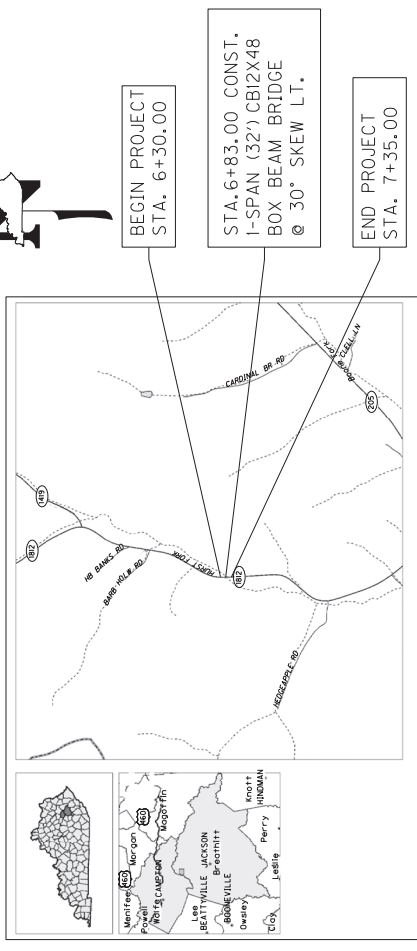 BEGIN PROJECT
STA. 6+30.00
STA.6+83.00 CONST.
1-SPAN (32') CB12X48
BOX BEAM BRIDGE
@ 30° SKEW LT.
END PROJECT
STA. 7+35.00
1419
1812
HB BANKS RD
BARB HOLW RD
HURST FORK
1812
HEDGEAPPLE RD
CARDINAL BR RD
205
460
Menifee
Morgan
Powell
460
Magoffin
Wolfe
CAMPTON
Lee
BEATTYVILLE
JACKSON
Breathitt
BOONEVILLE
Owsley
Knott
HINDMAN
Perry
Clay
Leslie